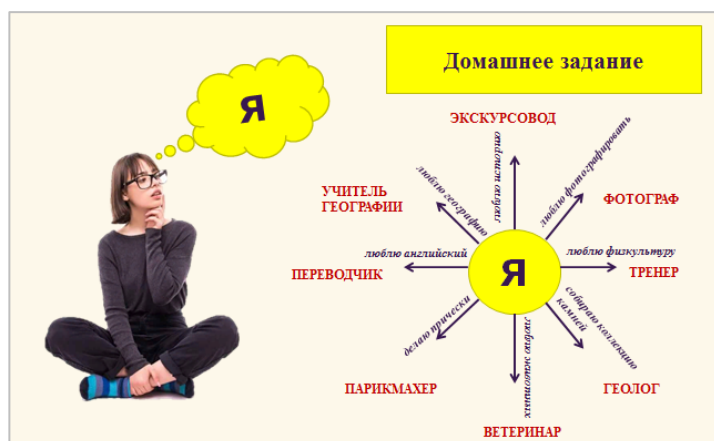 Домашнее задание
Я
ЭКСКУРСОВОД
люблю историю
люблю фотографировать
ФОТОГРАФ
люблю географию
УЧИТЕЛЬ
ГЕОГРАФИИ
люблю английский
ПЕРЕВОДЧИК
Я
люблю физкультуру
ТРЕНЕР
собираю коллекцию
камней
ГЕОЛОГ
делаю прически
ПАРИКМАХЕР
люблю животных
ВЕТЕРИНАР